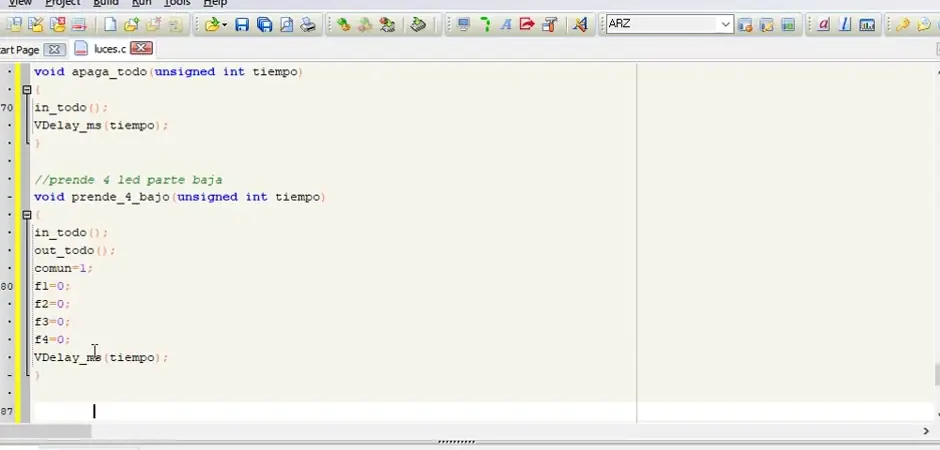 View Project Build Run Tools Help
ARZ
art Page luces.c
void apaga_todo(unsigned int tiempo)
{
70 in_todo();
VDelay_ms(tiempo);
}
//prende 4 led parte baja
void prende_4_bajo(unsigned int tiempo)
{
in_todo();
out_todo();
comun=1;
80 f1=0;
f2=0;
f3=0;
f4=0;
VDelay_ms(tiempo);
}
87